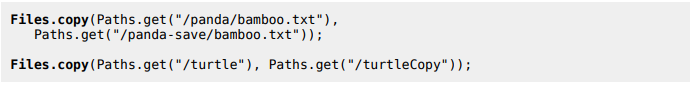 Files.copy(Paths.get("/panda/bamboo.txt"),
   Paths.get("/panda-save/bamboo.txt"));
Files.copy(Paths.get("/turtle"), Paths.get("/turtleCopy"));